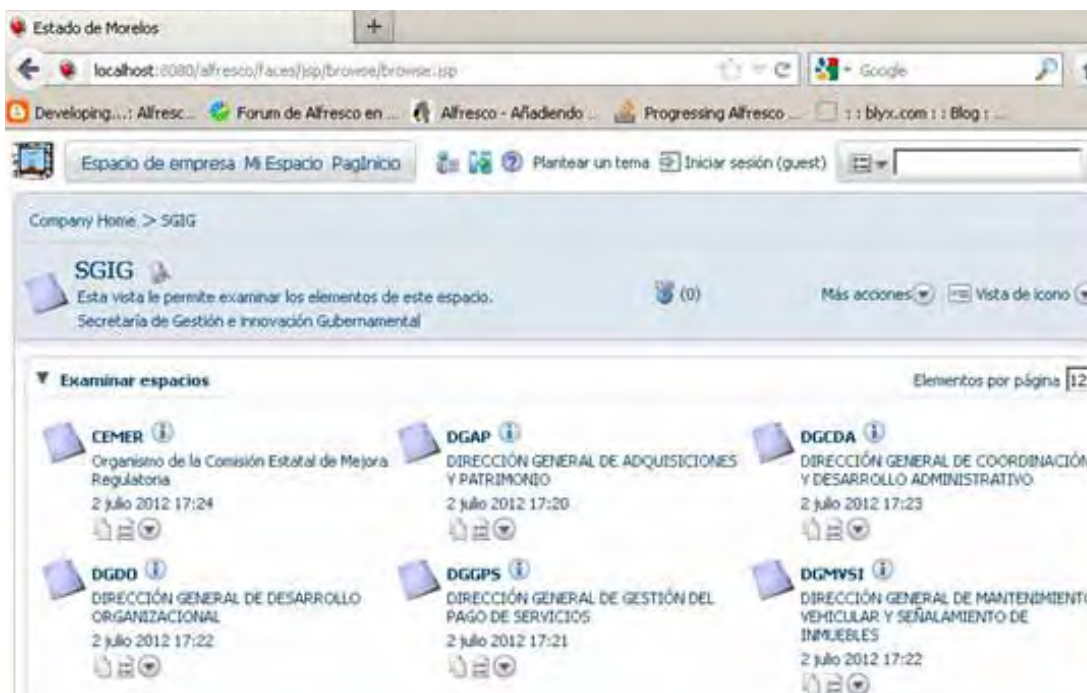 Estado de Morelos
+
localhost:8080/alfresco/faces/jsp/browse/browse.jsp
Google
Developing....: Alfresc...
Forum de Alfresco en ...
Alfresco - Añadiendo ...
Progressing Alfresco ...
: : blyx.com : : Blog : ...
Espacio de empresa Mi Espacio PagInicio
Plantear un tema
Iniciar sesión (guest)
Company Home > SGIG
SGIG
Esta vista le permite examinar los elementos de este espacio.
(0)
Más acciones
Vista de icono
Secretaría de Gestión e Innovación Gubernamental
Examinar espacios
Elementos por página 12
CEMER
Organismo de la Comisión Estatal de Mejora
Regulatoria
2 julio 2012 17:24
DGAP
DIRECCIÓN GENERAL DE ADQUISICIONES
Y PATRIMONIO
2 julio 2012 17:20
DGCDA
DIRECCIÓN GENERAL DE COORDINACIÓN
Y DESARROLLO ADMINISTRATIVO
2 julio 2012 17:23
DGDO
DIRECCIÓN GENERAL DE DESARROLLO
ORGANIZACIONAL
2 julio 2012 17:22
DGGPS
DIRECCIÓN GENERAL DE GESTIÓN DEL
PAGO DE SERVICIOS
2 julio 2012 17:21
DGMVSI
DIRECCIÓN GENERAL DE MANTENIMIENTO
VEHICULAR Y SEÑALAMIENTO DE
INMUEBLES
2 julio 2012 17:22